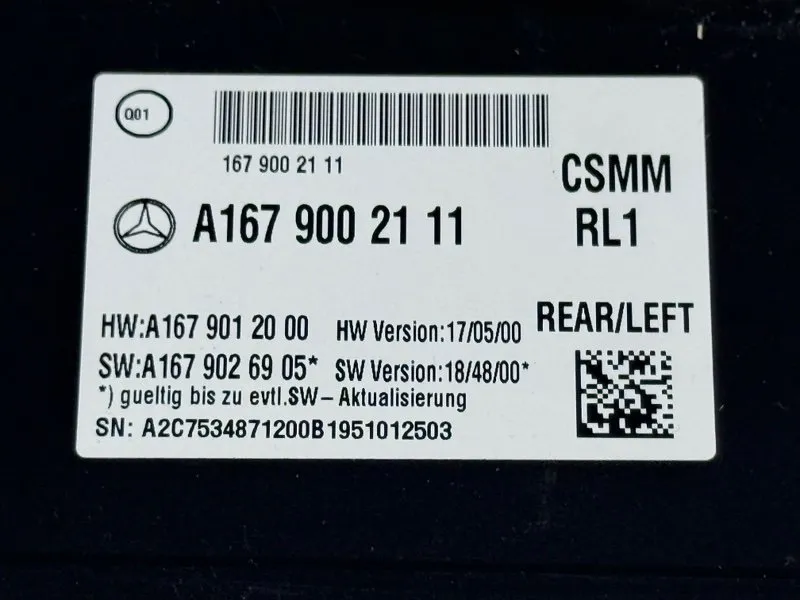 Q01
167 900 21 11
CSMM
A167 900 21 11
RL1
HW:A167 901 20 00 HW Version:17/05/00
REAR/LEFT
SW:A167 902 69 05* SW Version:18/48/00*
*) gueltig bis zu evtl.SW-Aktualisierung
SN: A2C7534871200B1951012503